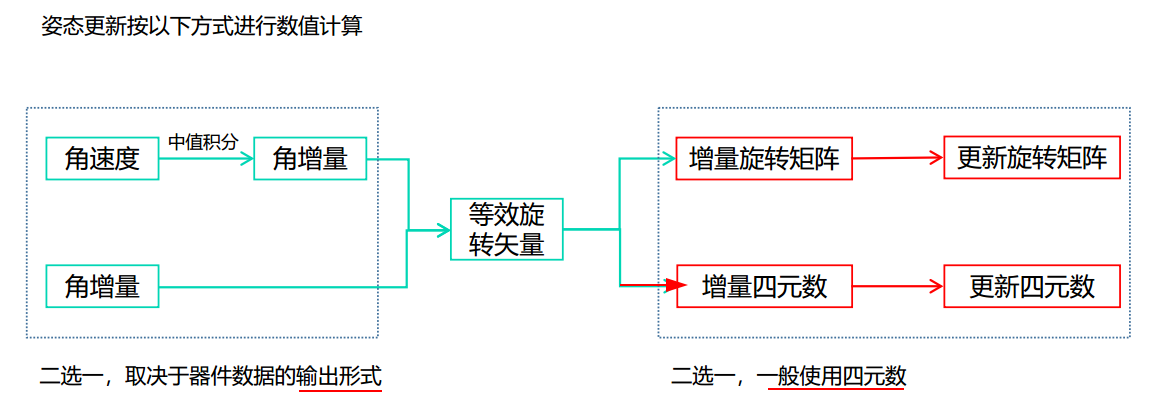 姿态更新按以下方式进行数值计算
角速度
中值积分
角增量
角增量
等效旋
转矢量
增量旋转矩阵
更新旋转矩阵
增量四元数
更新四元数
二选一，取决于器件数据的输出形式
二选一，一般使用四元数